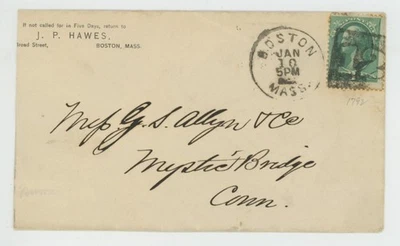 If not called for in Five Days, return to
J. P. HAWES,
Broad Street,
BOSTON, MASS.
BOSTON
JAN
10
5PM
MASS.
Mess G. S. Allyn & Co
Mystic Bridge
Conn.